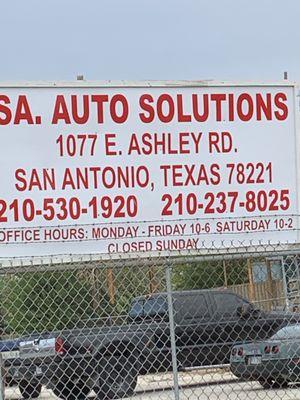 SA. AUTO SOLUTIONS
1077 E. ASHLEY RD.
SAN ANTONIO, TEXAS 78221
210-530-1920 210-237-8025
OFFICE HOURS: MONDAY - FRIDAY 10-6 SATURDAY 10-2
CLOSED SUNDAY